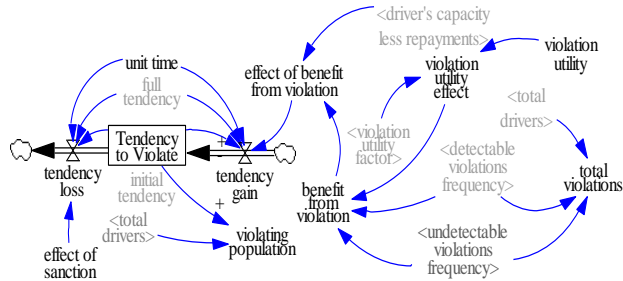 <driver's capacity
less repayments>
unit time
full
tendency
effect of benefit
from violation
violation
utility
effect
violation
utility
<total
drivers>
Tendency
to Violate
+
-
tendency
loss
tendency
gain
<violation
utility
factor>
<detectable
violations
frequency>
total
violations
initial
tendency
benefit
from
violation
<total
drivers>
+
violating
population
<undetectable
violations
frequency>
effect of
sanction